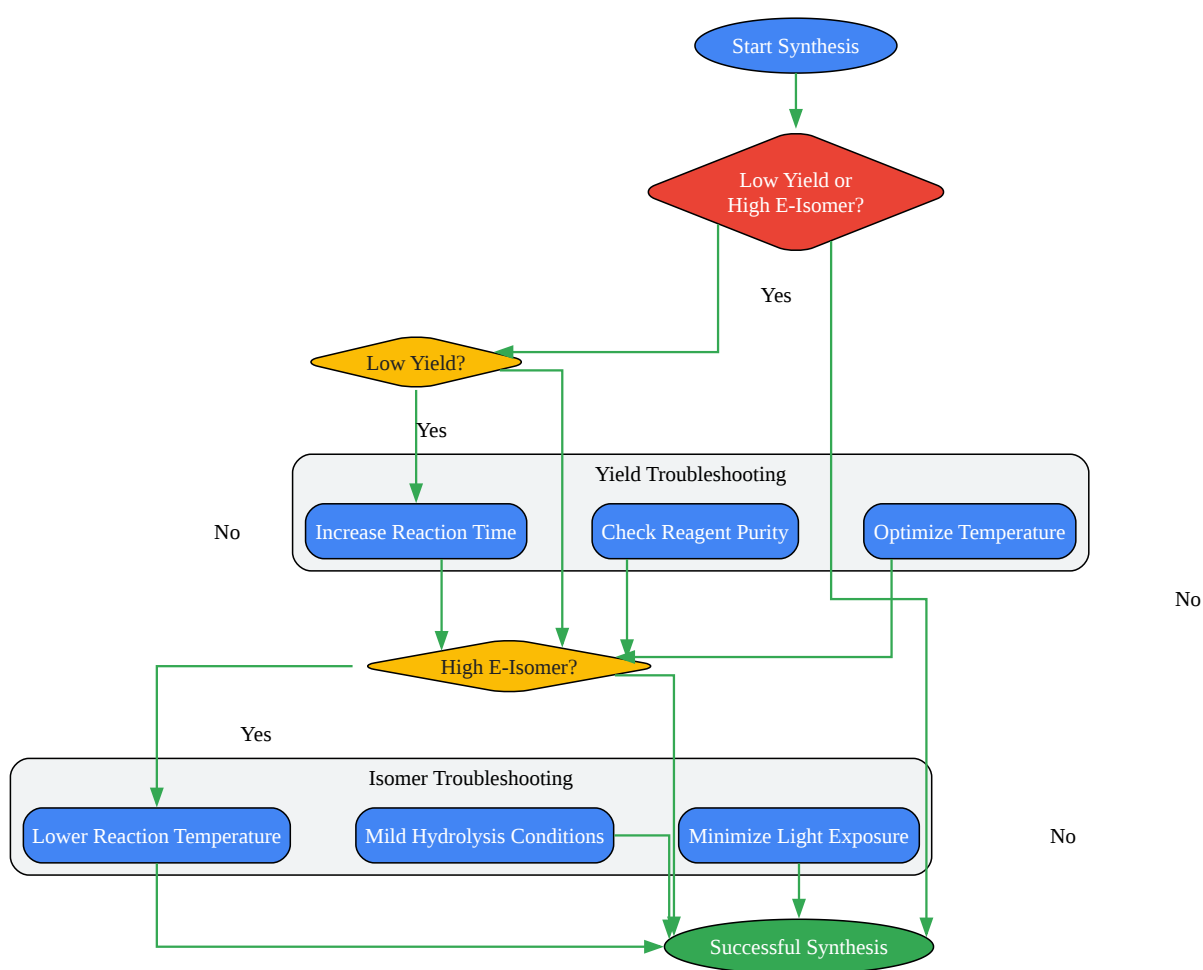 Start Synthesis
Low Yield or
High E-Isomer?
Yes
Low Yield?
Yes
Yield Troubleshooting
No
Increase Reaction Time
Check Reagent Purity
Optimize Temperature
No
High E-Isomer?
Yes
Isomer Troubleshooting
Lower Reaction Temperature
Mild Hydrolysis Conditions
Minimize Light Exposure
No
Successful Synthesis